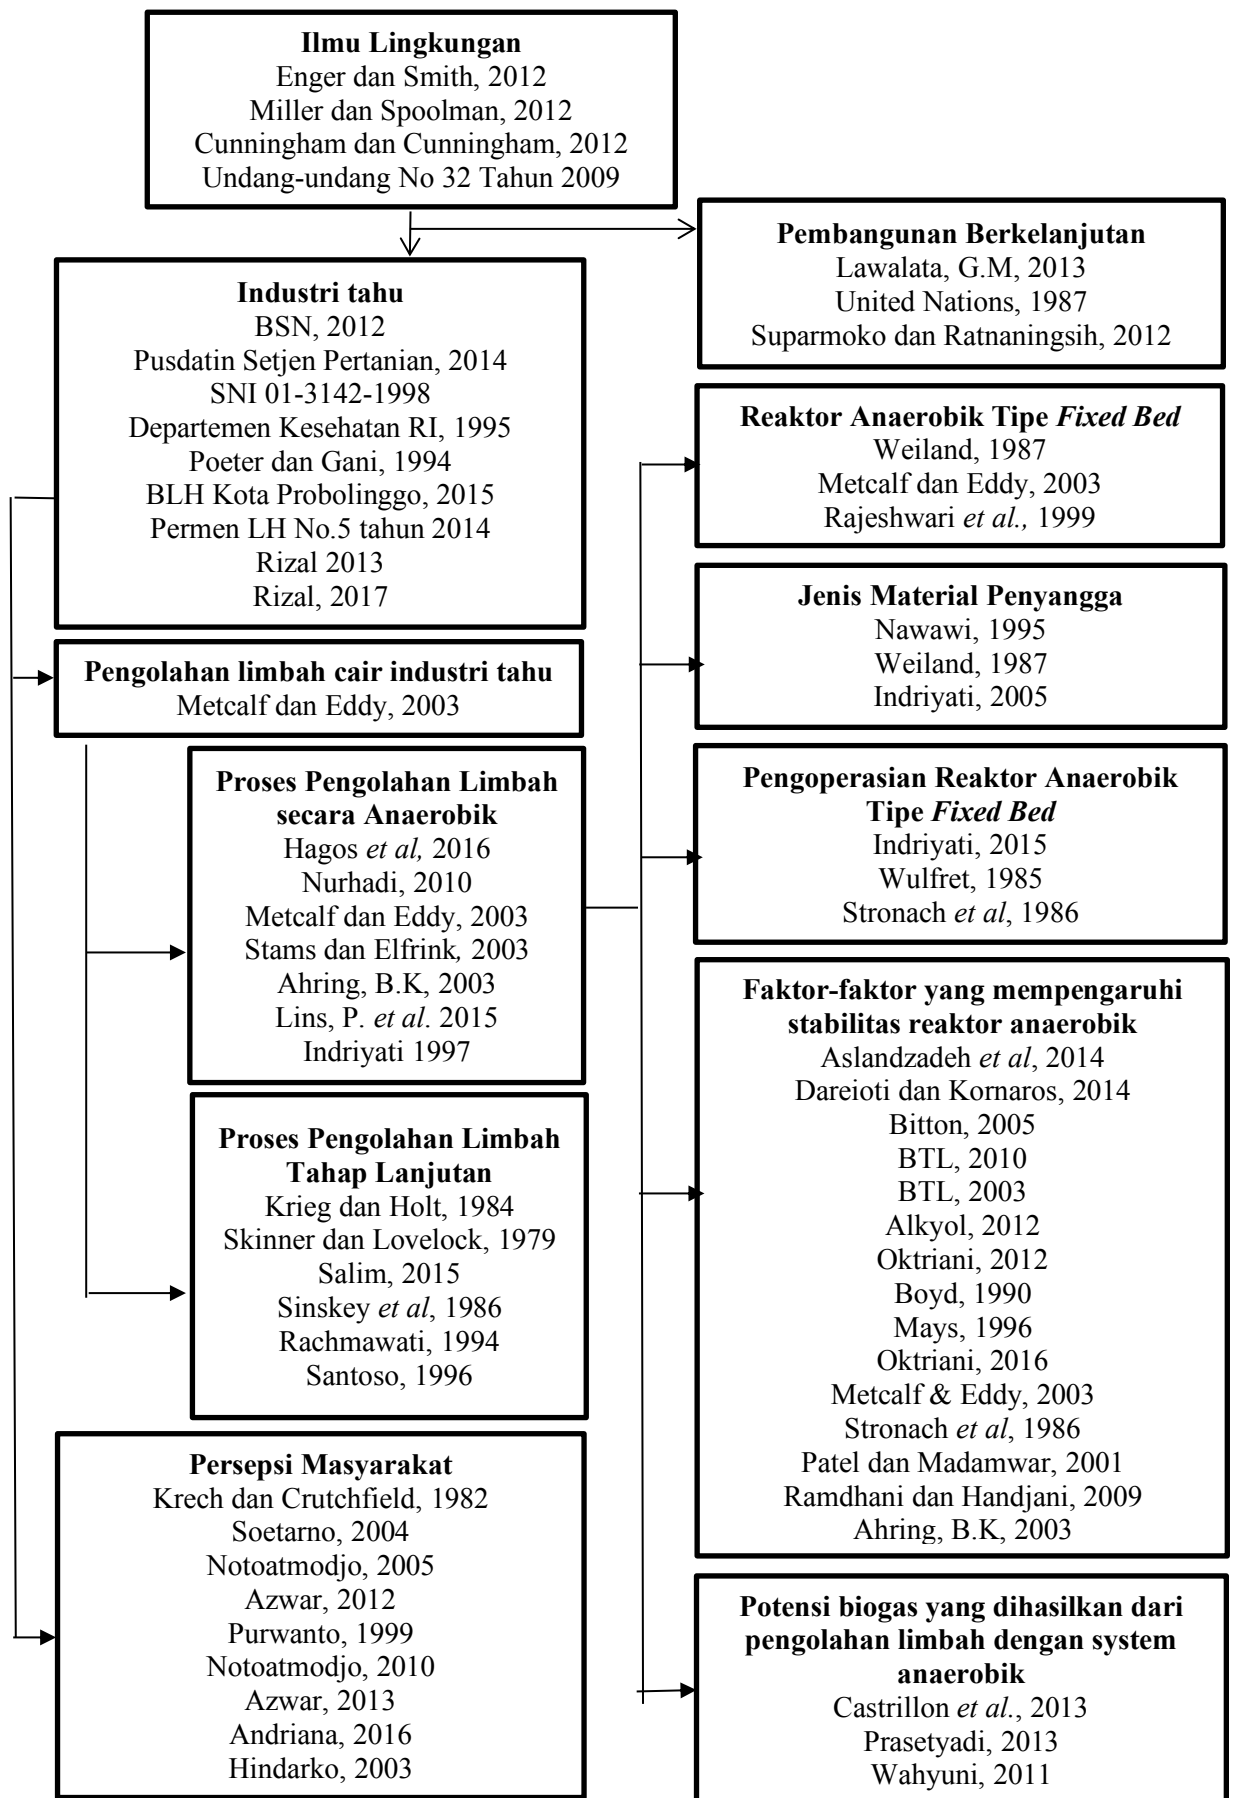 Ilmu Lingkungan
Enger dan Smith, 2012
Miller dan Spoolman, 2012
Cunningham dan Cunningham, 2012
Undang-undang No 32 Tahun 2009
Pembangunan Berkelanjutan
Lawalata, G.M, 2013
United Nations, 1987
Suparmoko dan Ratnaningsih, 2012
Industri tahu
BSN, 2012
Pusdatin Setjen Pertanian, 2014
SNI 01-3142-1998
Departemen Kesehatan RI, 1995
Poeter dan Gani, 1994
BLH Kota Probolinggo, 2015
Permen LH No.5 tahun 2014
Rizal 2013
Rizal, 2017
Reaktor Anaerobik Tipe Fixed Bed
Weiland, 1987
Metcalf dan Eddy, 2003
Rajeshwari et al., 1999
Jenis Material Penyangga
Nawawi, 1995
Weiland, 1987
Indriyati, 2005
Pengolahan limbah cair industri tahu
Metcalf dan Eddy, 2003
Proses Pengolahan Limbah
secara Anaerobik
Hagos et al, 2016
Nurhadi, 2010
Metcalf dan Eddy, 2003
Stams dan Elfrink, 2003
Ahring, B.K, 2003
Lins, P. et al. 2015
Indriyati 1997
Pengoperasian Reaktor Anaerobik
Tipe Fixed Bed
Indriyati, 2015
Wulfret, 1985
Stronach et al, 1986
Faktor-faktor yang mempengaruhi
stabilitas reaktor anaerobik
Aslandzadeh et al, 2014
Dareioti dan Kornaros, 2014
Bitton, 2005
BTL, 2010
BTL, 2003
Alkyol, 2012
Oktriani, 2012
Boyd, 1990
Mays, 1996
Oktriani, 2016
Metcalf & Eddy, 2003
Stronach et al, 1986
Patel dan Madamwar, 2001
Ramdhani dan Handjani, 2009
Ahring, B.K, 2003
Proses Pengolahan Limbah
Tahap Lanjutan
Krieg dan Holt, 1984
Skinner dan Lovelock, 1979
Salim, 2015
Sinskey et al, 1986
Rachmawati, 1994
Santoso, 1996
Persepsi Masyarakat
Krech dan Crutchfield, 1982
Soetarno, 2004
Notoatmodjo, 2005
Azwar, 2012
Purwanto, 1999
Notoatmodjo, 2010
Azwar, 2013
Andriana, 2016
Hindarko, 2003
Potensi biogas yang dihasilkan dari
pengolahan limbah dengan system
anaerobik
Castrillon et al., 2013
Prasetyadi, 2013
Wahyuni, 2011